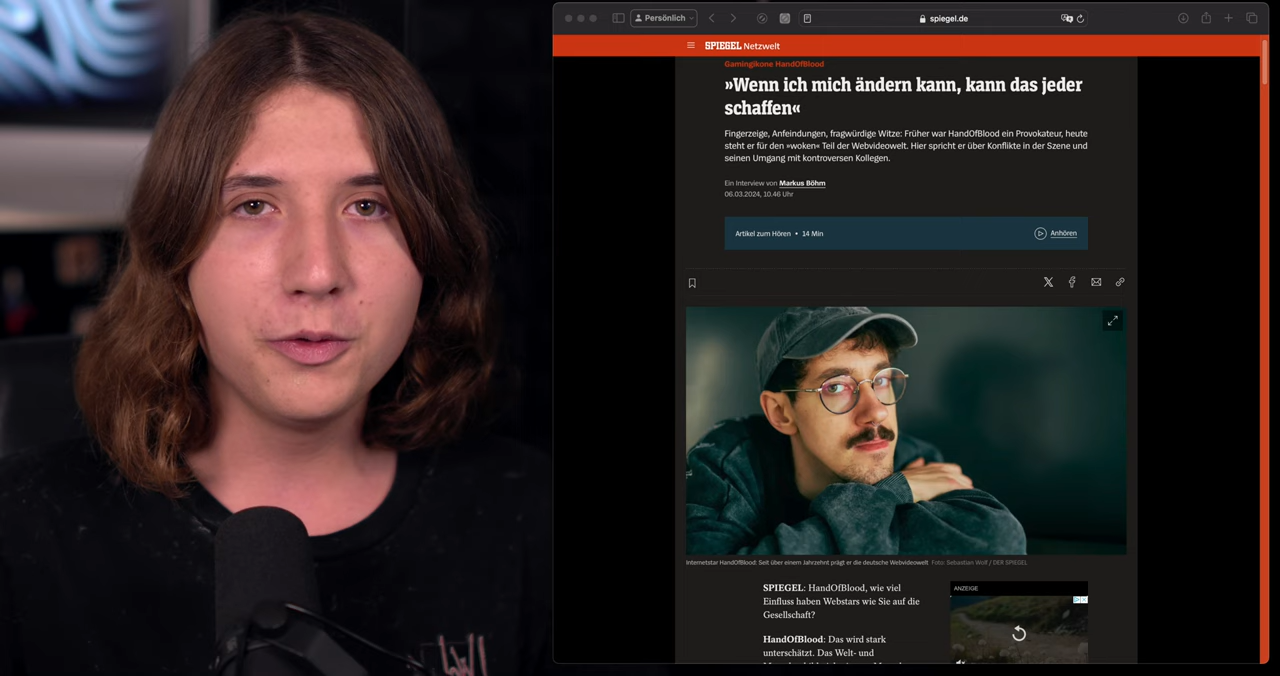 Persönlich
spiegel.de
SPIEGEL Netzwelt
Gamingikone HandOfBlood
»Wenn ich mich ändern kann, kann das jeder
schaffen«
Fingerzeige, Anfeindungen, fragwürdige Witze: Früher war HandOfBlood ein Provokateur, heute
steht er für den »woken« Teil der Webvideowelt. Hier spricht er über Konflikte in der Szene und
seinen Umgang mit kontroversen Kollegen.
Ein Interview von Markus Böhm
06.03.2024, 10.46 Uhr
Artikel zum Hören • 14 Min
Anhören
Internetstar HandOfBlood: Seit über einem Jahrzehnt prägt er die deutsche Webvideowelt Foto: Sebastian Wolf / DER SPIEGEL
SPIEGEL: HandOfBlood, wie viel
Einfluss haben Webstars wie Sie auf die
Gesellschaft?
HandOfBlood: Das wird stark
unterschätzt. Das Welt- und
ANZEIGE